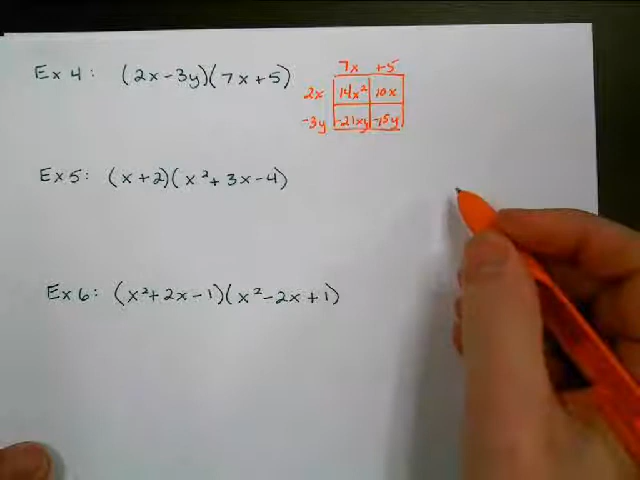 Ex 4: (2x-3y)(7x+5)
7x +5
2x 14x² 10x
-3y -21xy -15y
Ex 5: (x+2)(x²+3x-4)
Ex 6: (x²+2x-1)(x²-2x+1)